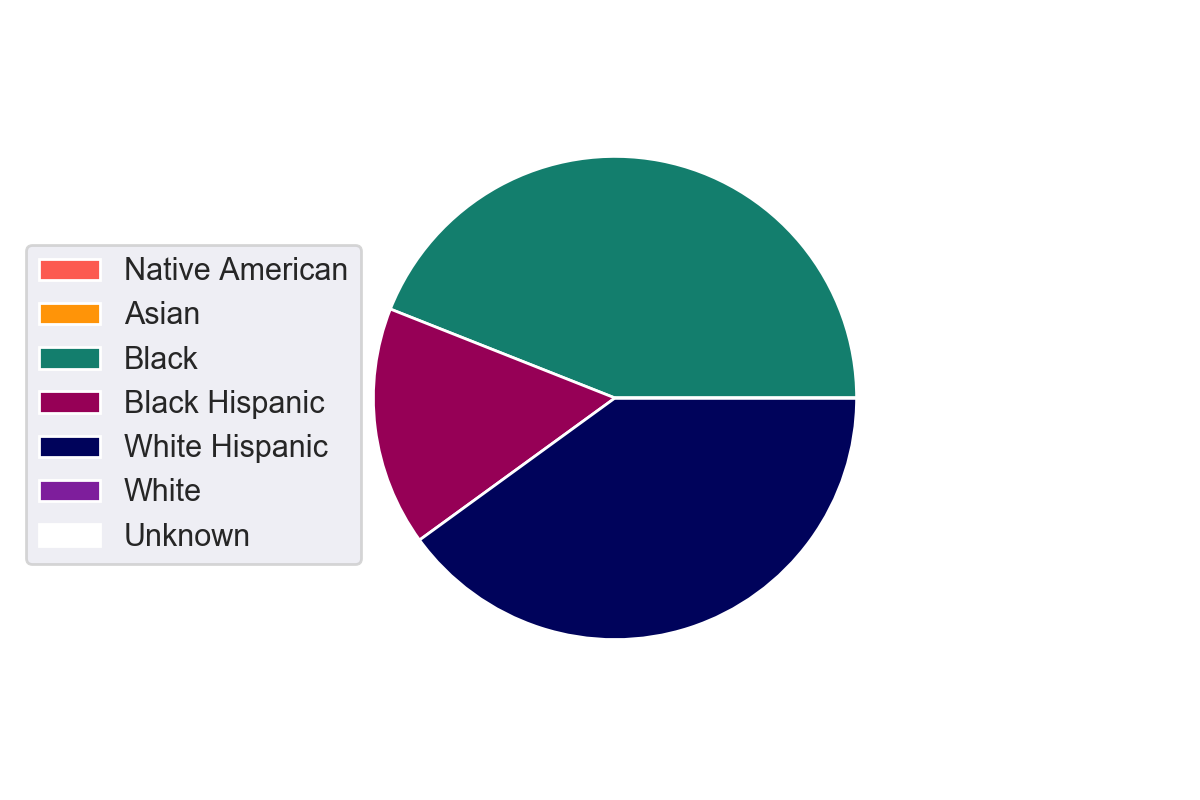 Native American
Asian
Black
Black Hispanic
White Hispanic
White
Unknown